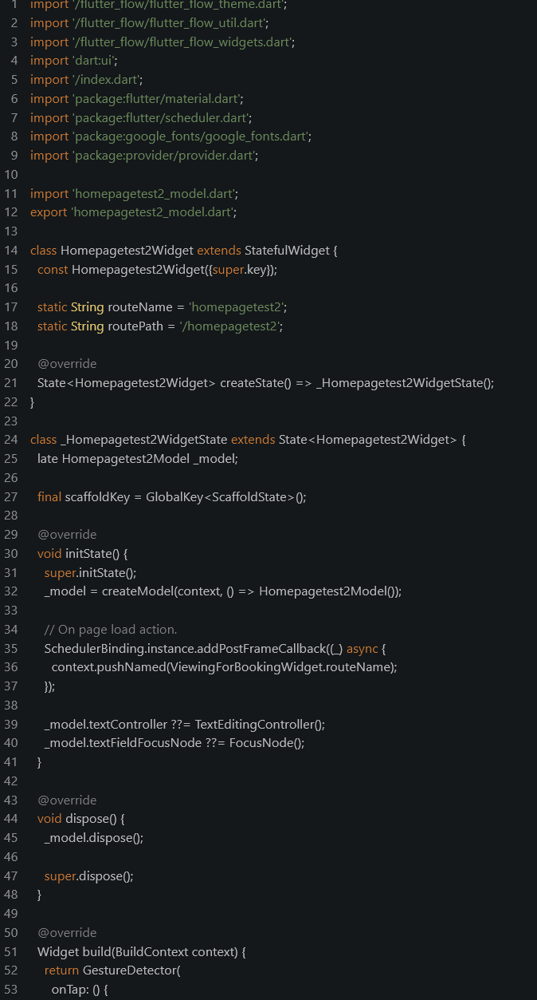 1 import '/flutter_flow/flutter_flow_theme.dart';
2 import '/flutter_flow/flutter_flow_util.dart';
3 import '/flutter_flow/flutter_flow_widgets.dart';
4 import 'dart:ui';
5 import '/index.dart';
6 import 'package:flutter/material.dart';
7 import 'package:flutter/scheduler.dart';
8 import 'package:google_fonts/google_fonts.dart';
9 import 'package:provider/provider.dart';
10
11 import 'homepagetest2_model.dart';
12 export 'homepagetest2_model.dart';
13
14 class Homepagetest2Widget extends StatefulWidget {
15   const Homepagetest2Widget({super.key});
16
17   static String routeName = 'homepagetest2';
18   static String routePath = '/homepagetest2';
19
20   @override
21   State<Homepagetest2Widget> createState() => _Homepagetest2WidgetState();
22 }
23
24 class _Homepagetest2WidgetState extends State<Homepagetest2Widget> {
25   late Homepagetest2Model _model;
26
27   final scaffoldKey = GlobalKey<ScaffoldState>();
28
29   @override
30   void initState() {
31     super.initState();
32     _model = createModel(context, () => Homepagetest2Model());
33
34     // On page load action.
35     SchedulerBinding.instance.addPostFrameCallback((_) async {
36       context.pushNamed(ViewingForBookingWidget.routeName);
37     });
38
39     _model.textController ??= TextEditingController();
40     _model.textFieldFocusNode ??= FocusNode();
41   }
42
43   @override
44   void dispose() {
45     _model.dispose();
46
47     super.dispose();
48   }
49
50   @override
51   Widget build(BuildContext context) {
52     return GestureDetector(
53       onTap: () {